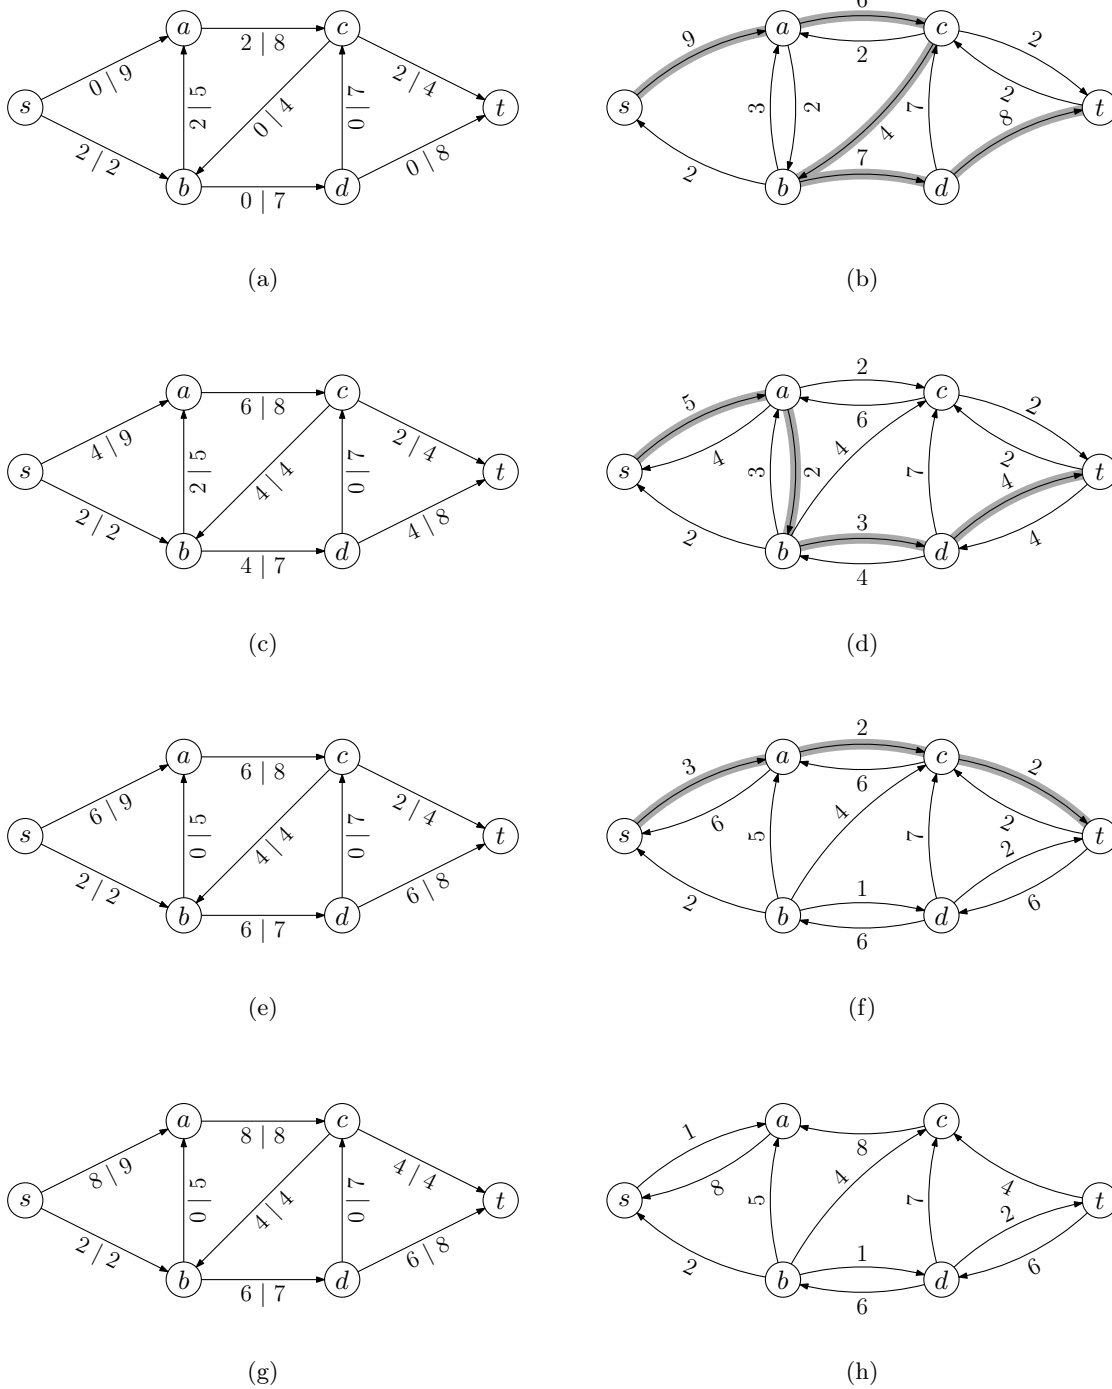 a
c
s
t
b
d
0 | 9
2 | 8
2 | 4
2 | 5
0 | 4
0 | 7
2 | 2
0 | 7
0 | 8
(a)
a
c
s
t
b
d
9
6
2
2
2
3
2
4
7
8
2
7
(b)
a
c
s
t
b
d
4 | 9
6 | 8
2 | 4
2 | 5
4 | 4
0 | 7
2 | 2
4 | 7
4 | 8
(c)
a
c
s
t
b
d
5
2
6
2
4
2
3
2
4
7
4
2
3
4
4
(d)
a
c
s
t
b
d
6 | 9
6 | 8
2 | 4
0 | 5
4 | 4
0 | 7
2 | 2
6 | 7
6 | 8
(e)
a
c
s
t
b
d
3
2
6
2
6
2
5
4
7
2
2
1
6
6
(f)
a
c
s
t
b
d
8 | 9
8 | 8
4 | 4
0 | 5
4 | 4
0 | 7
2 | 2
6 | 7
6 | 8
(g)
a
c
s
t
b
d
1
8
8
4
5
4
7
2
2
1
6
6
(h)